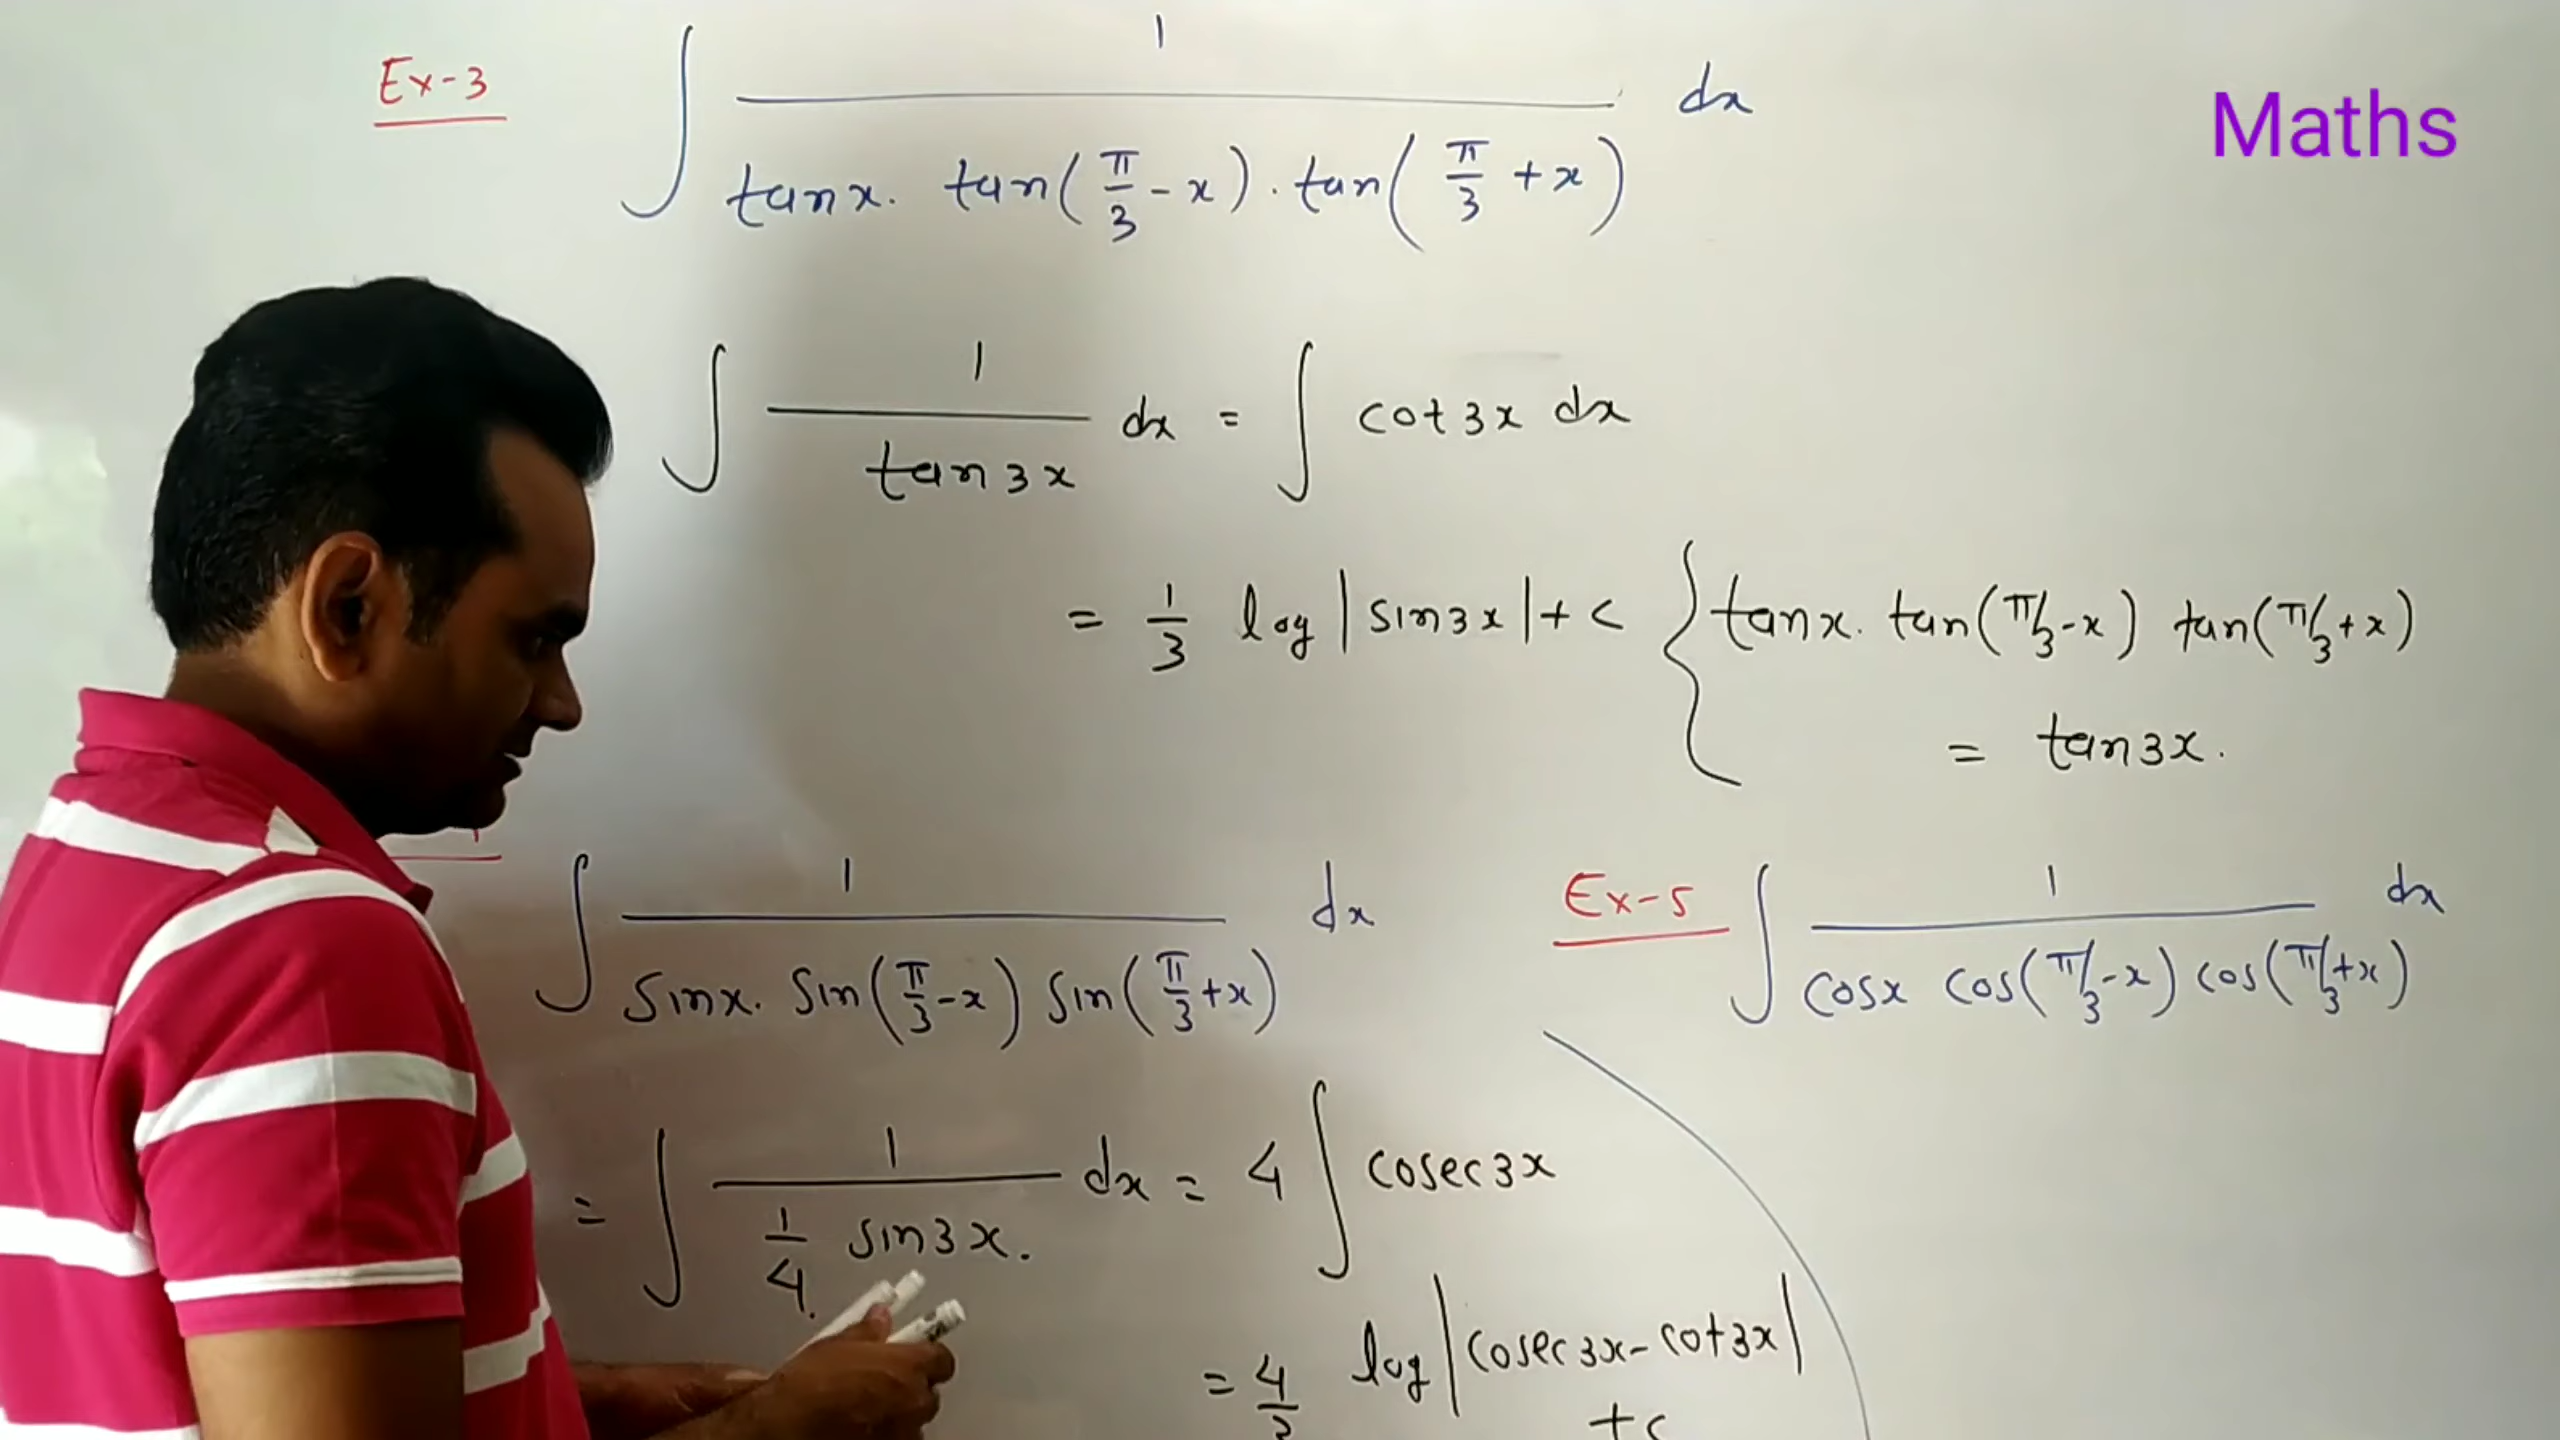 Ex-3 ∫ 1 / (tanx. tan(π/3 - x) . tan(π/3 + x)) dx
Maths
∫ 1 / tan3x dx = ∫ cot3x dx
= 1/3 log |sin3x| + c { tanx. tan(π/3 - x) tan(π/3 + x)
= tan3x.
∫ 1 / (sinx. sin(π/3 - x) sin(π/3 + x)) dx
Ex-5 ∫ 1 / (cosx cos(π/3 - x) cos(π/3 + x)) dx
= ∫ 1 / (1/4 sin3x.) dx = 4 ∫ cosec3x
= 4/3 log |cosec3x - cot3x|
+c